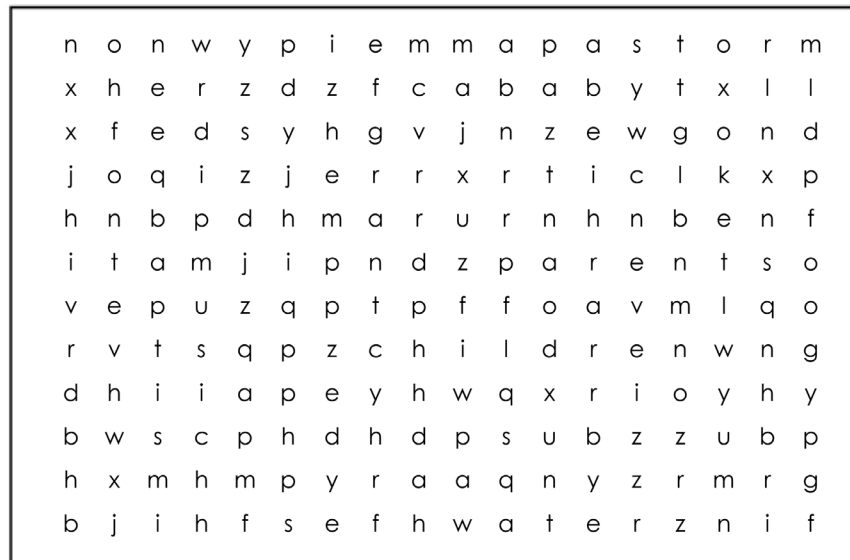 n o n w y p i e m m a p a s t o r m
x h e r z d z f c a b a b y t x l l
x f e d s y h g v j n z e w g o n d
j o q i z j e r r x r t i c l k x p
h n b p d h m a r u r n h n b e n f
i t a m j i p n d z p a r e n t s o
v e p u z q p t p f f o a v m l q o
r v t s q p z c h i l d r e n w n g
d h i i a p e y h w q x r i o y h y
b w s c p h d h d p s u b z z u b p
h x m h m p y r a a q n y z r m r g
b j i h f s e f h w a t e r z n i f